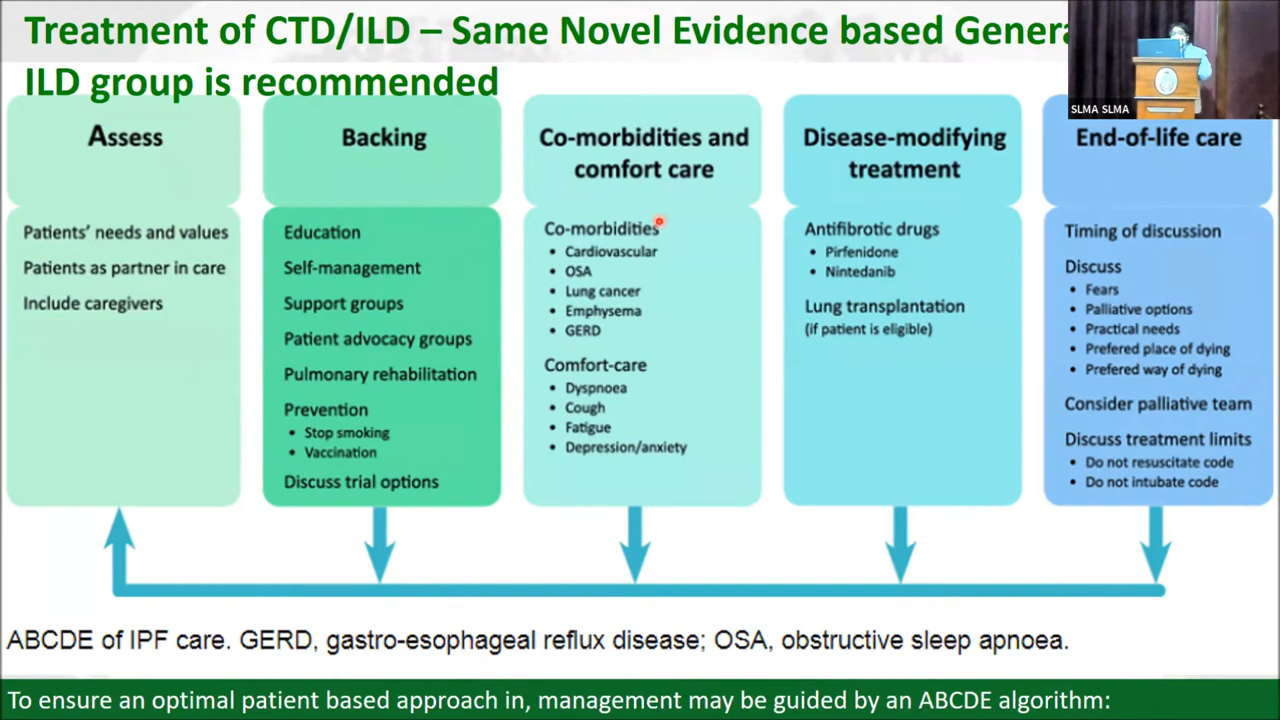 Treatment of CTD/ILD – Same Novel Evidence based Genera
ILD group is recommended
SLMA SLMA
Assess
Patients' needs and values
Patients as partner in care
Include caregivers
Backing
Education
Self-management
Support groups
Patient advocacy groups
Pulmonary rehabilitation
Prevention
• Stop smoking
• Vaccination
Discuss trial options
Co-morbidities and
comfort care
Co-morbidities
• Cardiovascular
• OSA
• Lung cancer
• Emphysema
• GERD
Comfort-care
• Dyspnoea
• Cough
• Fatigue
• Depression/anxiety
Disease-modifying
treatment
Antifibrotic drugs
• Pirfenidone
• Nintedanib
Lung transplantation
(if patient is eligible)
End-of-life care
Timing of discussion
Discuss
• Fears
• Palliative options
• Practical needs
• Prefered place of dying
• Prefered way of dying
Consider palliative team
Discuss treatment limits
• Do not resuscitate code
• Do not intubate code
ABCDE of IPF care. GERD, gastro-esophageal reflux disease; OSA, obstructive sleep apnoea.
To ensure an optimal patient based approach in, management may be guided by an ABCDE algorithm: